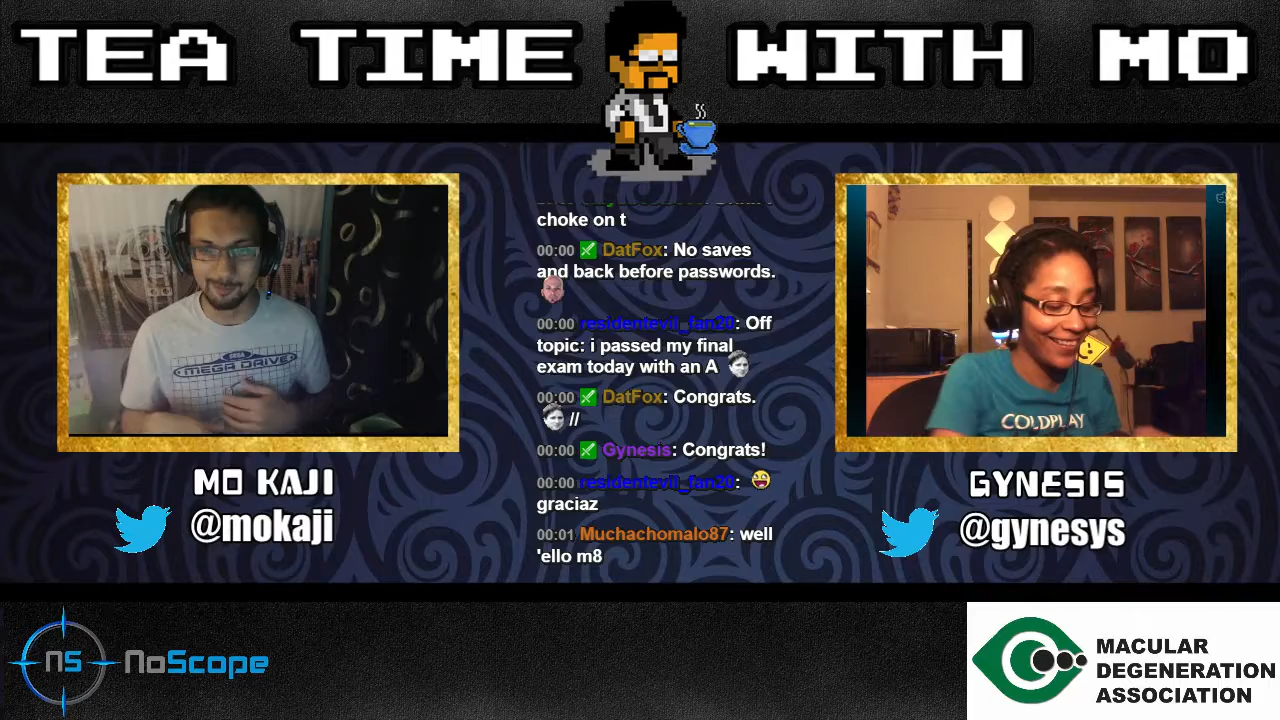 TEA TIME WITH MO
choke on t
00:00 DatFox: No saves
and back before passwords.
00:00 residentevil_fan20: Off
topic: i passed my final
exam today with an A
00:00 DatFox: Congrats.
//
00:00 Gynesis: Congrats!
00:00 residentevil_fan20:
graciaz
00:01 Muchachomalo87: well
'ello m8
SEGA
MEGA DRIVE
COLDPLAY
MO KAJI
@mokaji
GYNESIS
@gynesys
NS NoScope
MACULAR
DEGENERATION
ASSOCIATION